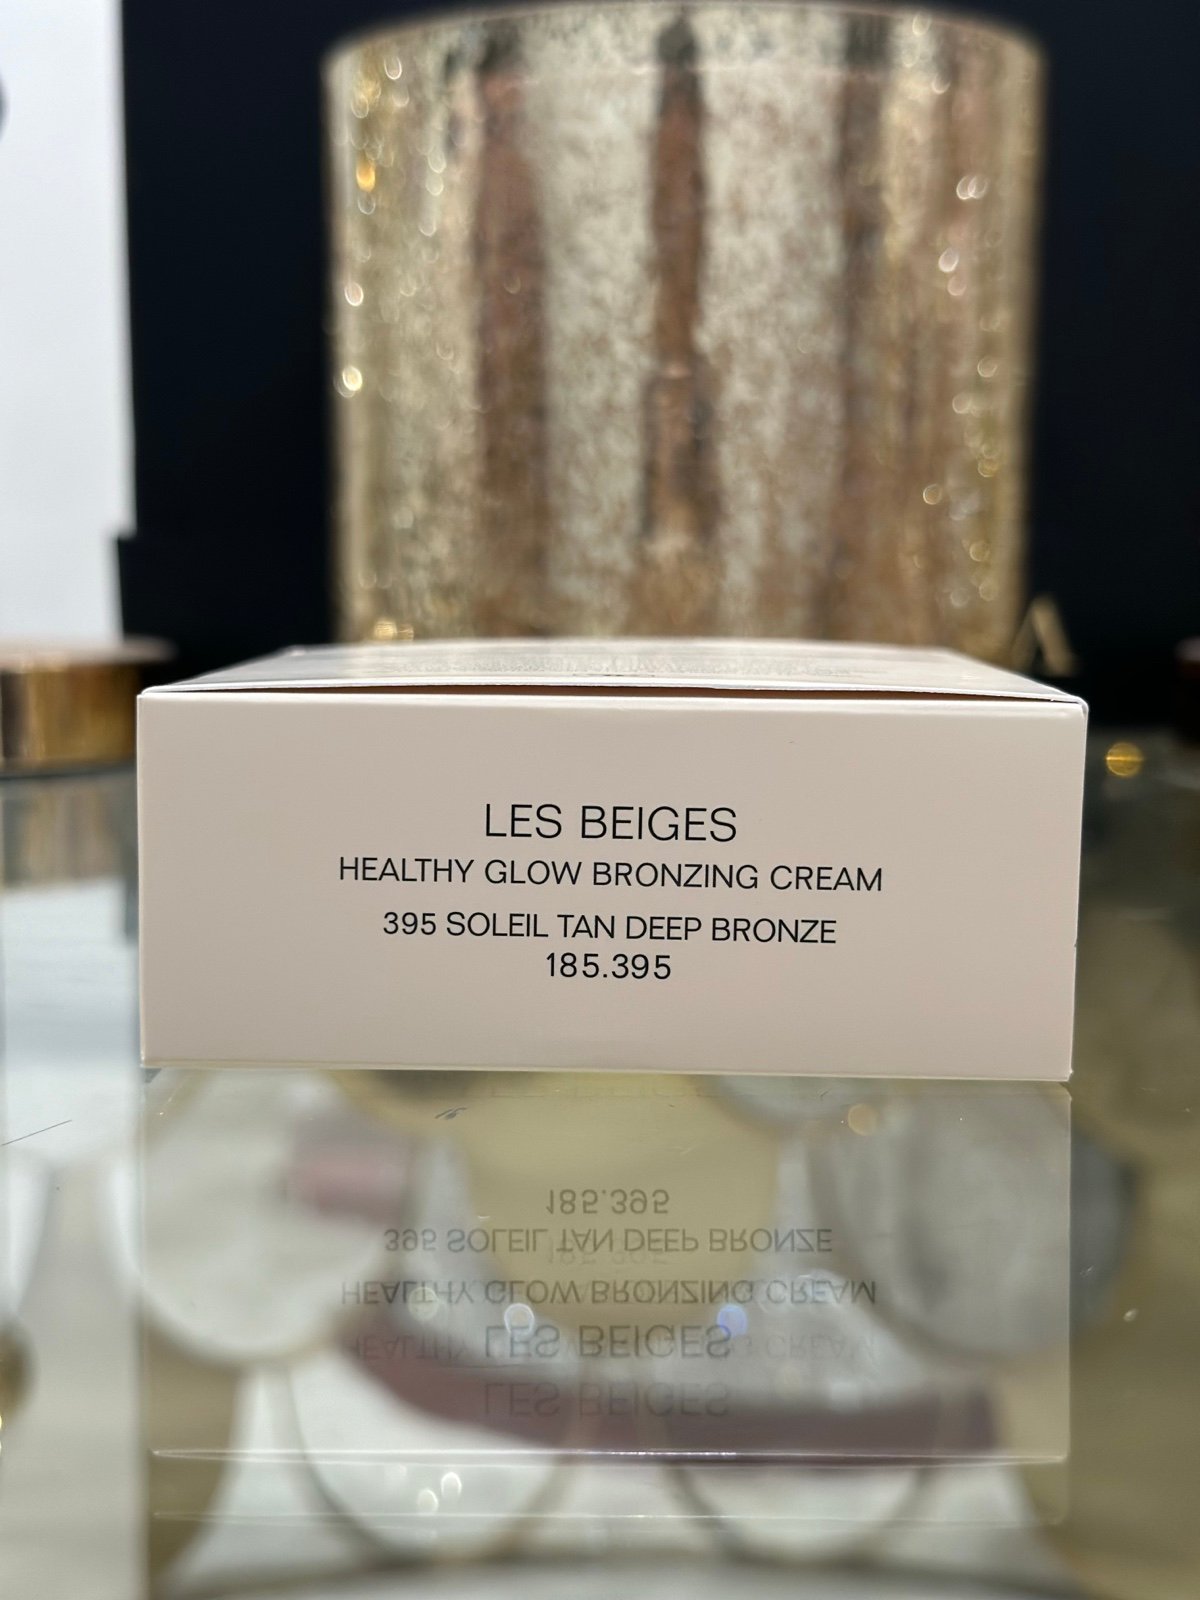 LES BEIGES
HEALTHY GLOW BRONZING CREAM
395 SOLEIL TAN DEEP BRONZE
185.395